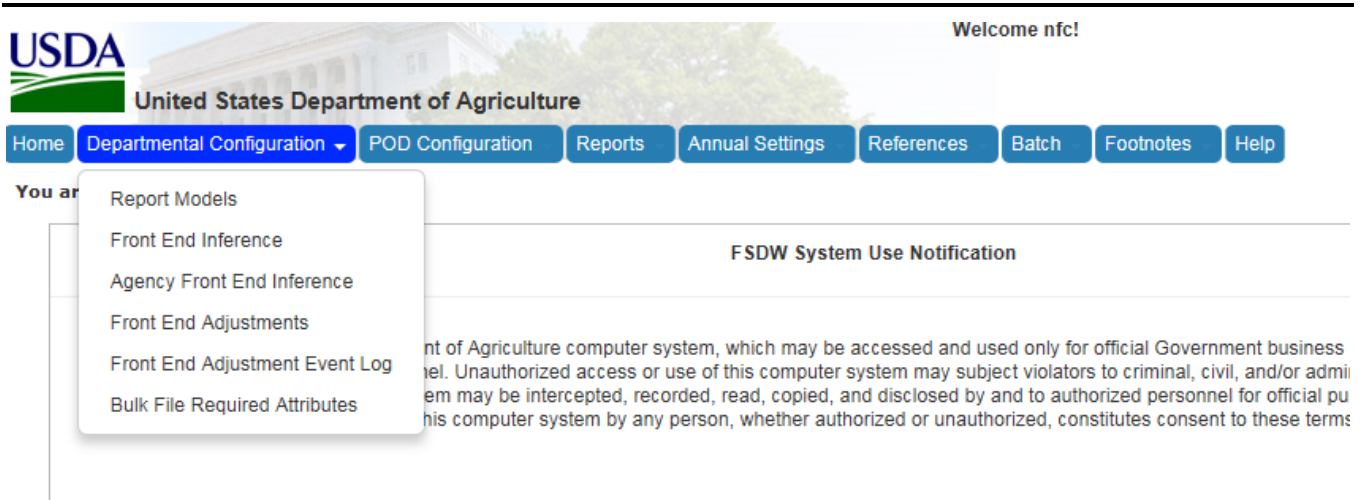 Welcome nfc!
USDA
United States Department of Agriculture
Home Departmental Configuration POD Configuration Reports Annual Settings References Batch Footnotes Help
You ar
Report Models
Front End Inference
Agency Front End Inference
Front End Adjustments
Front End Adjustment Event Log
Bulk File Required Attributes
FSDW System Use Notification
nt of Agriculture computer system, which may be accessed and used only for official Government business
nel. Unauthorized access or use of this computer system may subject violators to criminal, civil, and/or admi
em may be intercepted, recorded, read, copied, and disclosed by and to authorized personnel for official pu
his computer system by any person, whether authorized or unauthorized, constitutes consent to these terms